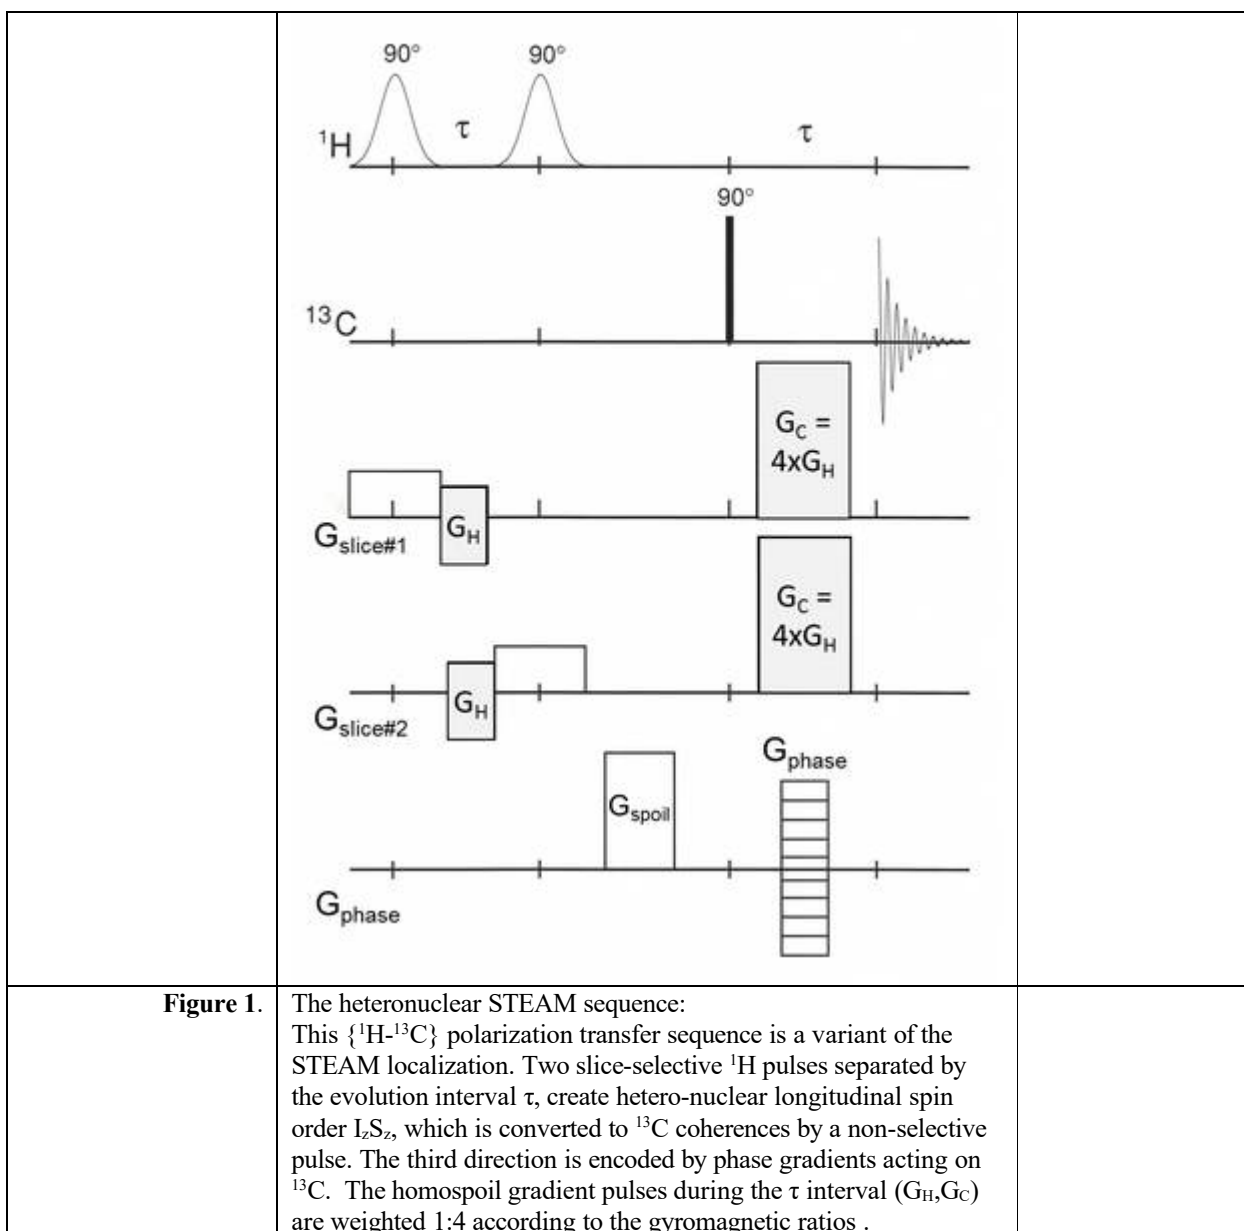 90° 90°
¹H τ τ
90°
¹³C
G_C =
4xG_H
G_slice#1 G_H
G_C =
4xG_H
G_slice#2 G_H
G_phase
G_spoil
G_phase
Figure 1. The heteronuclear STEAM sequence:
This {¹H-¹³C} polarization transfer sequence is a variant of the
STEAM localization. Two slice-selective ¹H pulses separated by
the evolution interval τ, create hetero-nuclear longitudinal spin
order I_zS_z, which is converted to ¹³C coherences by a non-selective
pulse. The third direction is encoded by phase gradients acting on
¹³C. The homospoil gradient pulses during the τ interval (G_H,G_C)
are weighted 1:4 according to the gyromagnetic ratios .